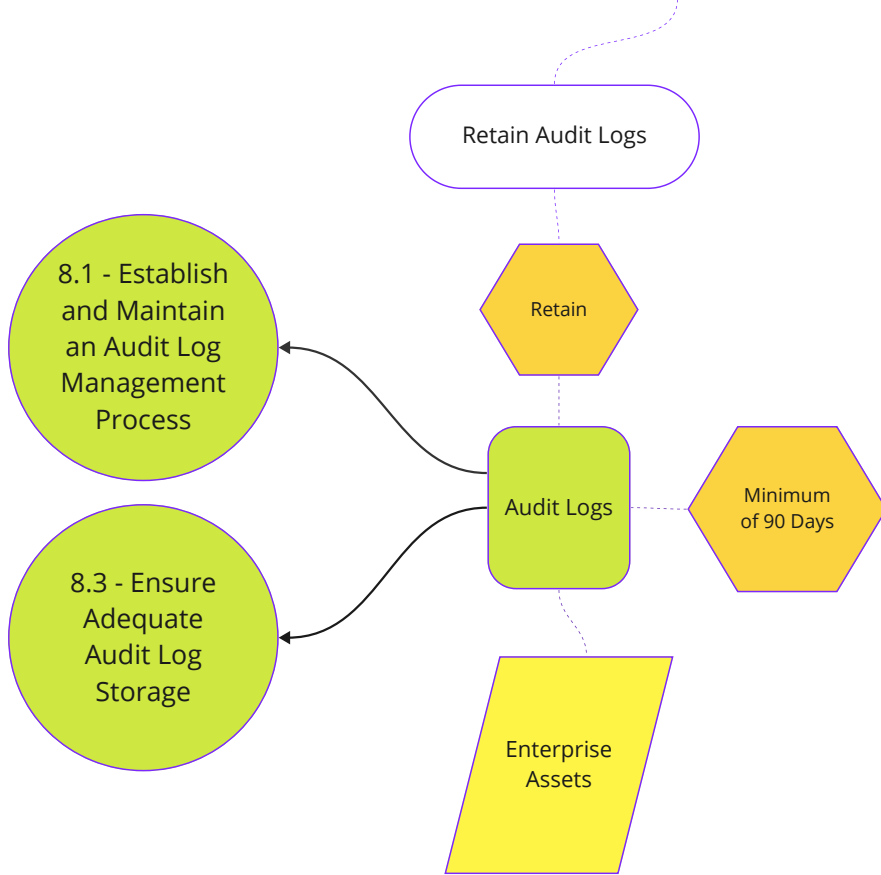 Retain Audit Logs
Retain
8.1 - Establish
and Maintain
an Audit Log
Management
Process
Audit Logs
Minimum
of 90 Days
8.3 - Ensure
Adequate
Audit Log
Storage
Enterprise
Assets